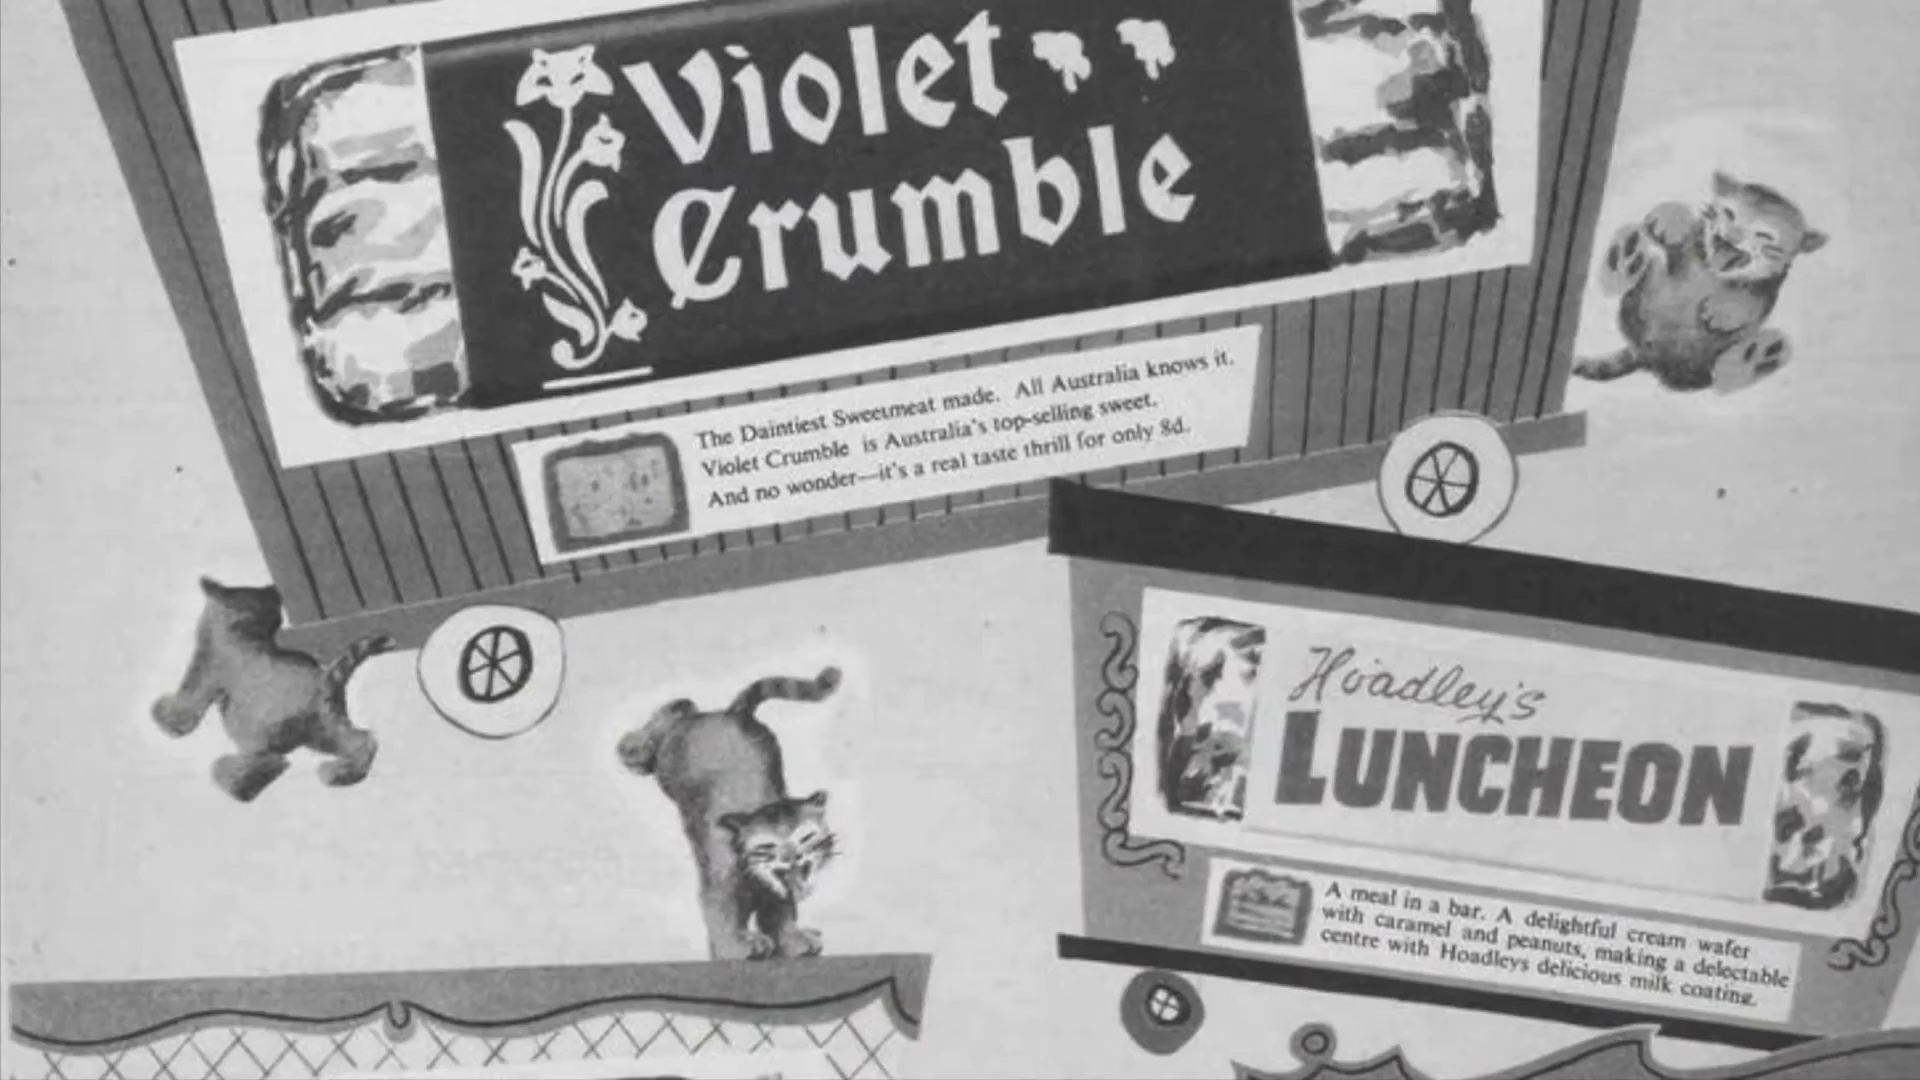 Violet
Crumble
The Daintiest Sweetmeat made. All Australia knows it.
Violet Crumble is Australia's top-selling sweet.
And no wonder—it's a real taste thrill for only 8d.
Hoadley's
LUNCHEON
A meal in a bar. A delightful cream wafer
with caramel and peanuts, making a delectable
centre with Hoadleys delicious milk coating.